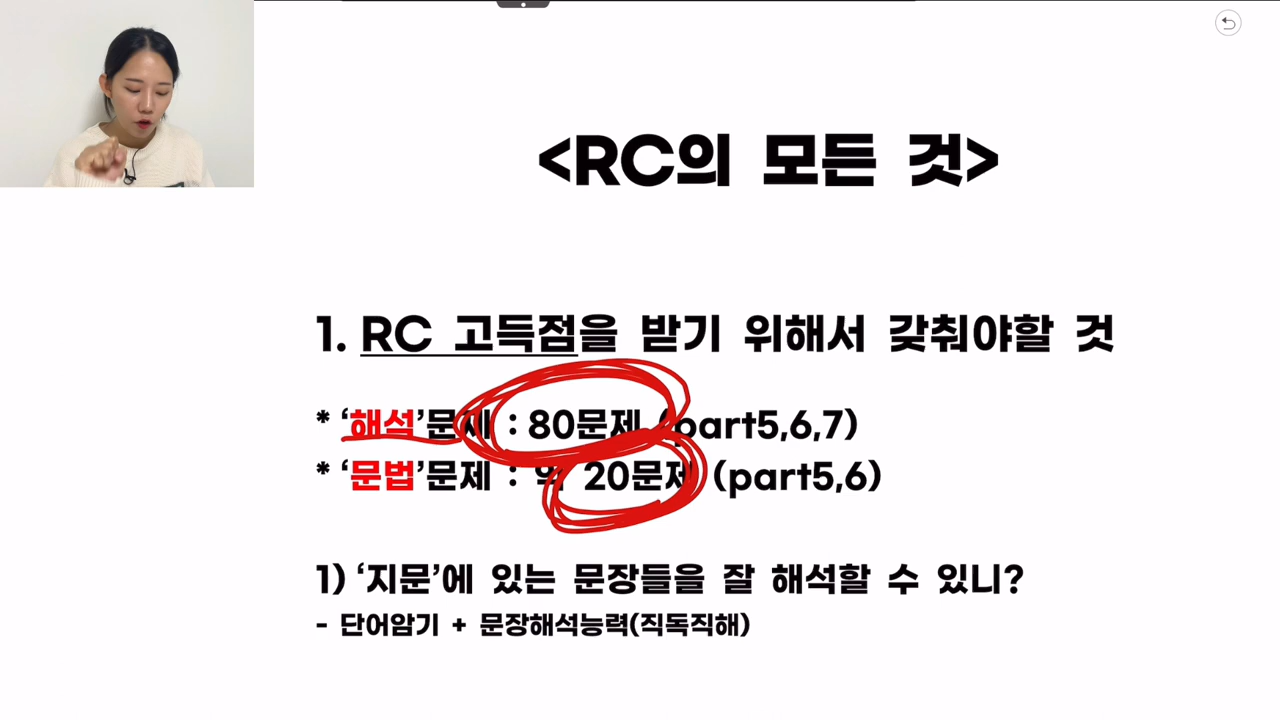 <RC의 모든 것>
1. RC 고득점을 받기 위해서 갖춰야할 것
* ‘해석’문제 : 80문제 (part5,6,7)
* ‘문법’문제 : 약 20문제 (part5,6)
1) ‘지문’에 있는 문장들을 잘 해석할 수 있니?
- 단어암기 + 문장해석능력(직독직해)